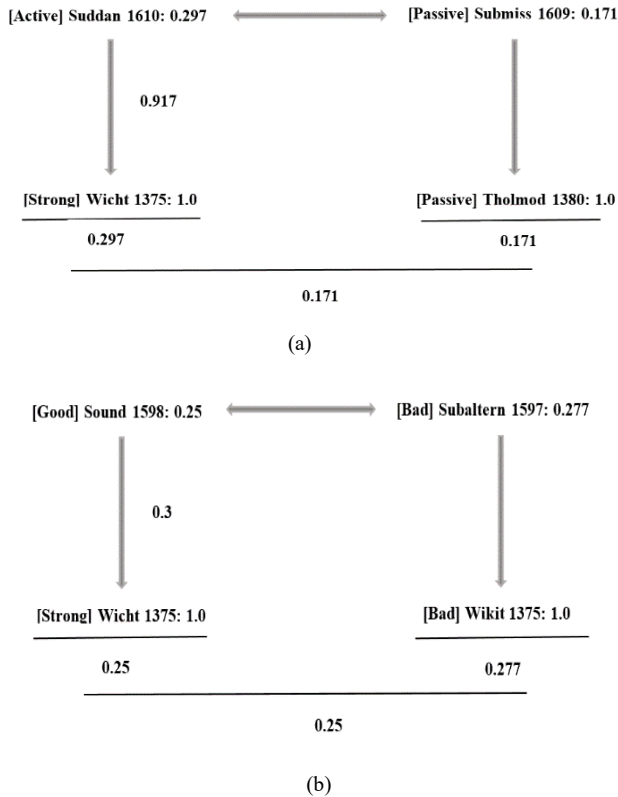 [Active] Suddan 1610: 0.297 [Passive] Submiss 1609: 0.171
0.917
[Strong] Wicht 1375: 1.0 [Passive] Tholmod 1380: 1.0
0.297 0.171
0.171
(a)
[Good] Sound 1598: 0.25 [Bad] Subaltern 1597: 0.277
0.3
[Strong] Wicht 1375: 1.0 [Bad] Wikit 1375: 1.0
0.25 0.277
0.25
(b)